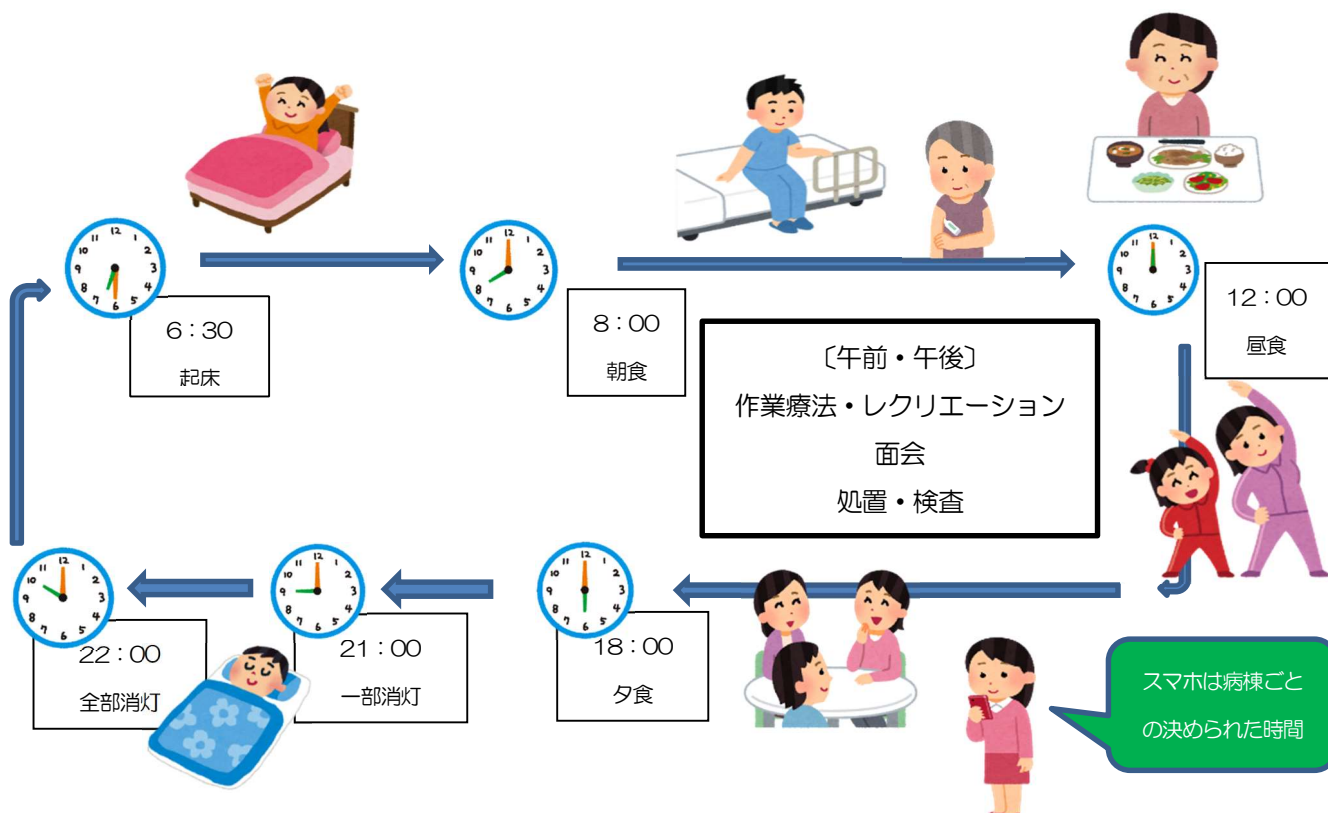 6：30
起床
8：00
朝食
12：00
昼食
〔午前・午後〕
作業療法・レクリエーション
面会
処置・検査
18：00
夕食
21：00
一部消灯
22：00
全部消灯
スマホは病棟ごと
の決められた時間